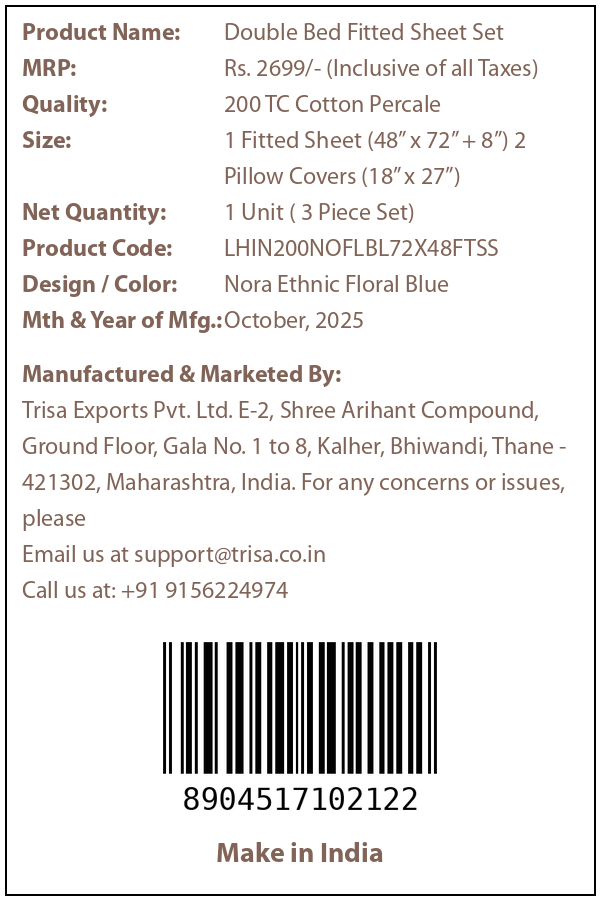 Product Name: Double Bed Fitted Sheet Set
MRP: Rs. 2699/- (Inclusive of all Taxes)
Quality: 200 TC Cotton Percale
Size: 1 Fitted Sheet (48” x 72” + 8”) 2
Pillow Covers (18” x 27”)
Net Quantity: 1 Unit ( 3 Piece Set)
Product Code: LHIN200NOFLBL72X48FTSS
Design / Color: Nora Ethnic Floral Blue
Mth & Year of Mfg.: October, 2025
Manufactured & Marketed By:
Trisa Exports Pvt. Ltd. E-2, Shree Arihant Compound,
Ground Floor, Gala No. 1 to 8, Kalher, Bhiwandi, Thane -
421302, Maharashtra, India. For any concerns or issues,
please
Email us at support@trisa.co.in
Call us at: +91 9156224974
8904517102122
Make in India